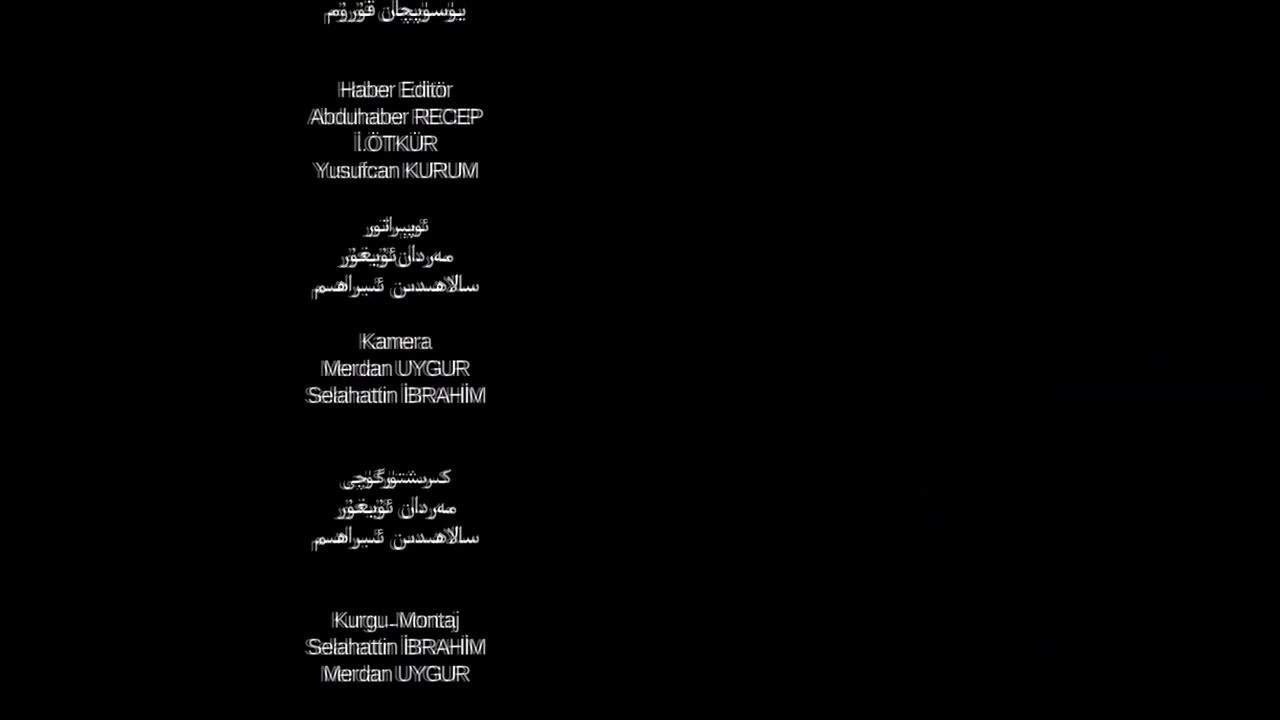 يۈسۈپجان قۇرۇم
Haber Editör
Abduhaber RECEP
İ.ÖTKÜR
Yusufcan KURUM
ئوپېراتور
مەردان ئۇيغۇر
سالاھىدىن ئىبراھىم
Kamera
Merdan UYGUR
Selahattin İBRAHİM
كىرىشتۈرگۈچى
مەردان ئۇيغۇر
سالاھىدىن ئىبراھىم
Kurgu-Montaj
Selahattin İBRAHİM
Merdan UYGUR